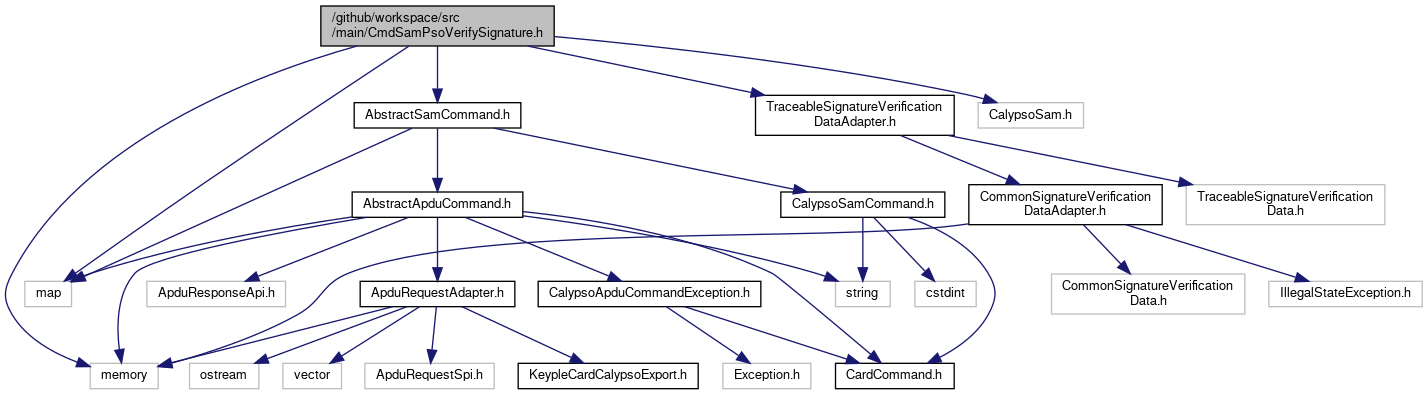 /github/workspace/src
/main/CmdSamPsoVerifySignature.h
AbstractSamCommand.h
TraceableSignatureVerification
DataAdapter.h
CalypsoSam.h
AbstractApduCommand.h
CalypsoSamCommand.h
CommonSignatureVerification
DataAdapter.h
TraceableSignatureVerification
Data.h
map
ApduResponseApi.h
ApduRequestAdapter.h
CalypsoApduCommandException.h
string
cstdint
CommonSignatureVerification
Data.h
IllegalStateException.h
memory
ostream
vector
ApduRequestSpi.h
KeypleCardCalypsoExport.h
Exception.h
CardCommand.h